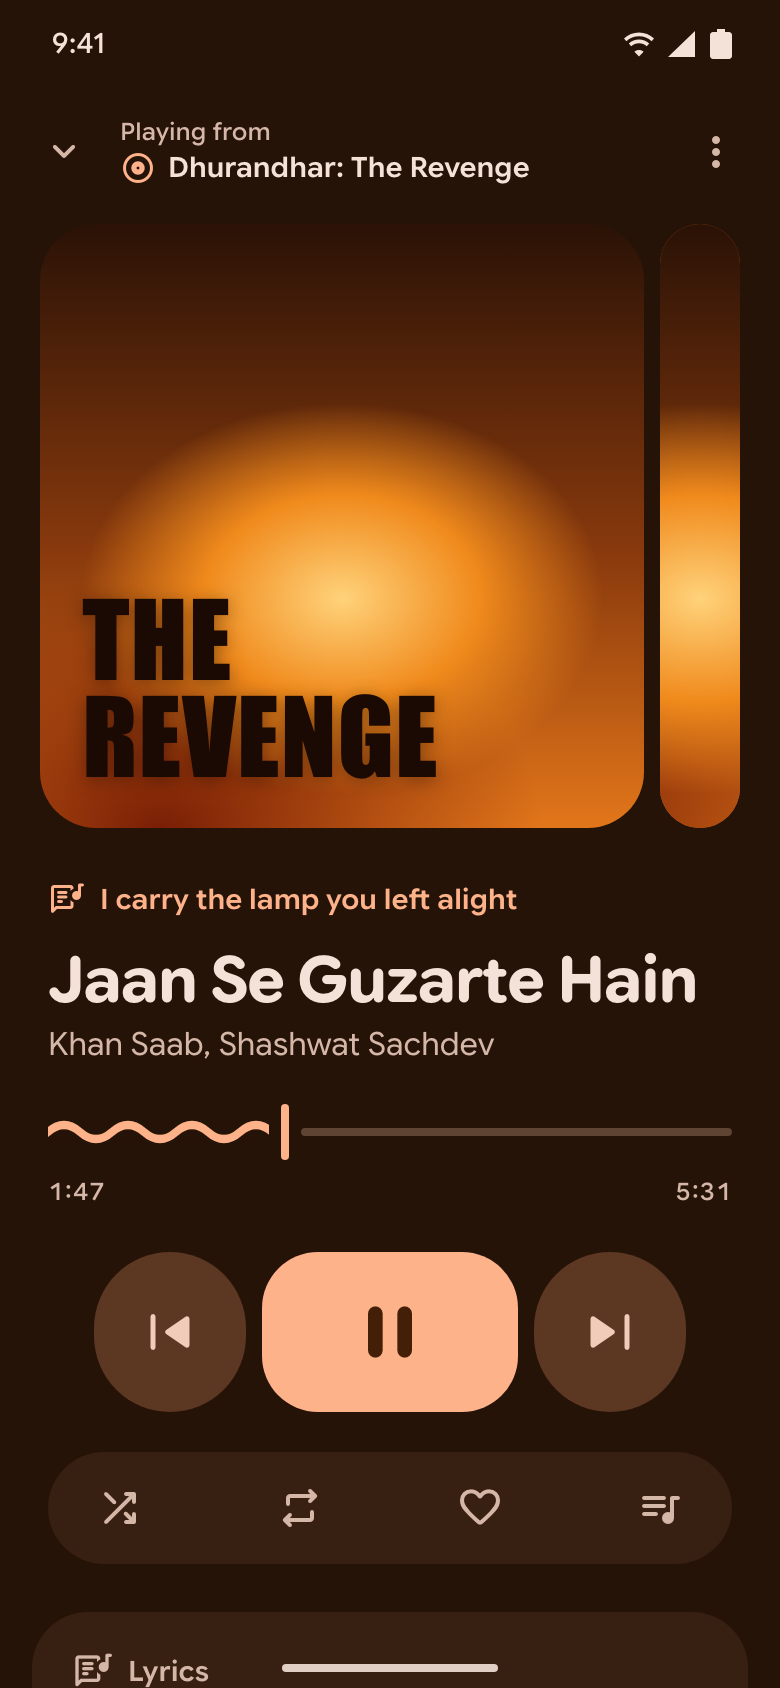 9:41
Playing from
Dhurandhar: The Revenge
THE
REVENGE
I carry the lamp you left alight
Jaan Se Guzarte Hain
Khan Saab, Shashwat Sachdev
1:47
5:31
Lyrics